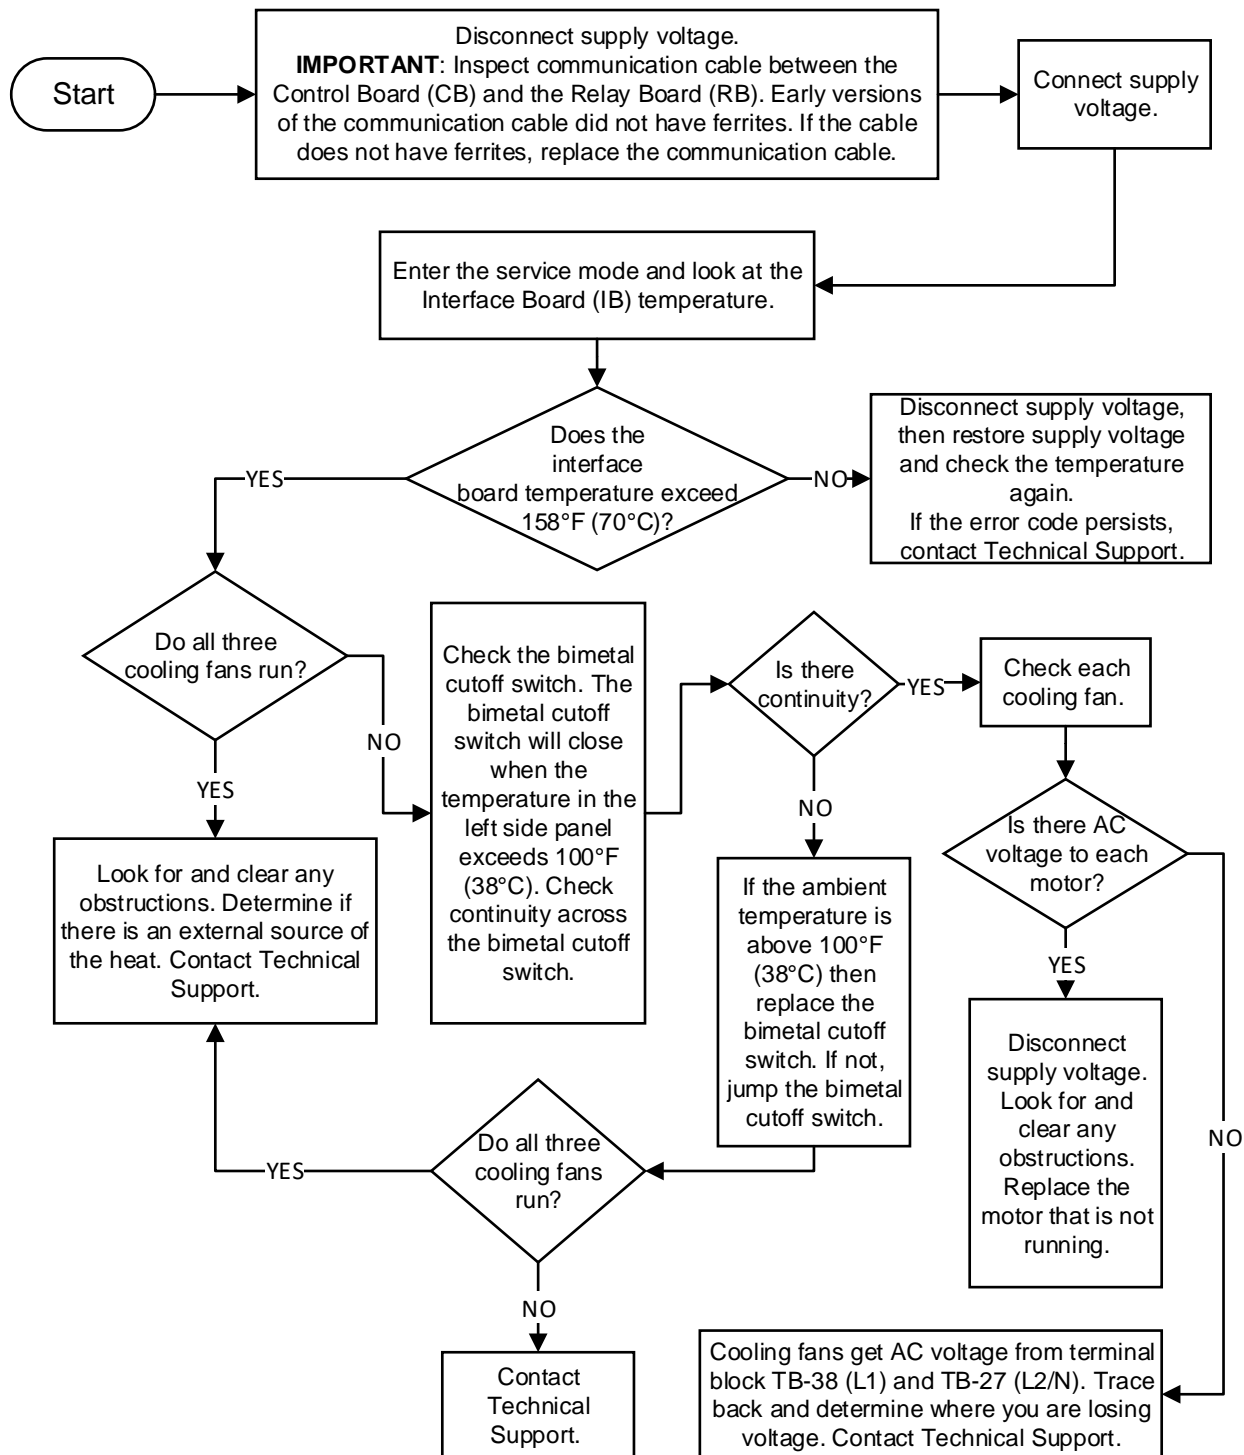 Start
Disconnect supply voltage.
IMPORTANT: Inspect communication cable between the
Control Board (CB) and the Relay Board (RB). Early versions
of the communication cable did not have ferrites. If the cable
does not have ferrites, replace the communication cable.
Connect supply
voltage.
Enter the service mode and look at the
Interface Board (IB) temperature.
Does the
interface
board temperature exceed
158°F (70°C)?
YES
NO
Disconnect supply voltage,
then restore supply voltage
and check the temperature
again.
If the error code persists,
contact Technical Support.
Do all three
cooling fans run?
NO
YES
Look for and clear any
obstructions. Determine if
there is an external source of
the heat. Contact Technical
Support.
Check the bimetal
cutoff switch. The
bimetal cutoff
switch will close
when the
temperature in the
left side panel
exceeds 100°F
(38°C). Check
continuity across
the bimetal cutoff
switch.
Is there
continuity?
YES
NO
Check each
cooling fan.
If the ambient
temperature is
above 100°F
(38°C) then
replace the
bimetal cutoff
switch. If not,
jump the bimetal
cutoff switch.
Is there AC
voltage to each
motor?
YES
NO
Disconnect
supply voltage.
Look for and
clear any
obstructions.
Replace the
motor that is not
running.
Do all three
cooling fans
run?
YES
NO
Contact
Technical
Support.
Cooling fans get AC voltage from terminal
block TB-38 (L1) and TB-27 (L2/N). Trace
back and determine where you are losing
voltage. Contact Technical Support.